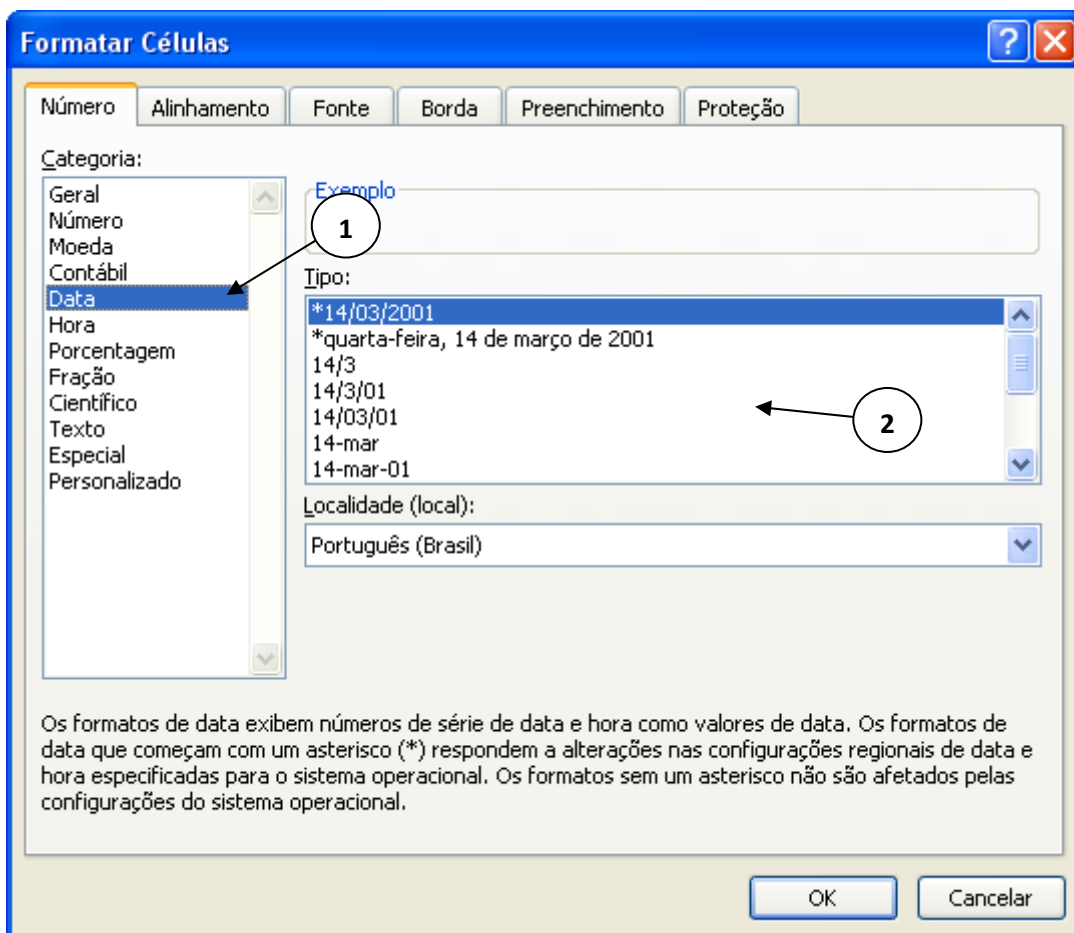 Formatar Células
Número Alinhamento Fonte Borda Preenchimento Proteção
Categoria:
Geral
Número
Moeda
Contábil
Data
Hora
Porcentagem
Fração
Científico
Texto
Especial
Personalizado
Exemplo
1
Tipo:
*14/03/2001
*quarta-feira, 14 de março de 2001
14/3
14/3/01
14/03/01
14-mar
14-mar-01
2
Localidade (local):
Português (Brasil)
Os formatos de data exibem números de série de data e hora como valores de data. Os formatos de
data que começam com um asterisco (*) respondem a alterações nas configurações regionais de data e
hora especificadas para o sistema operacional. Os formatos sem um asterisco não são afetados pelas
configurações do sistema operacional.
OK Cancelar